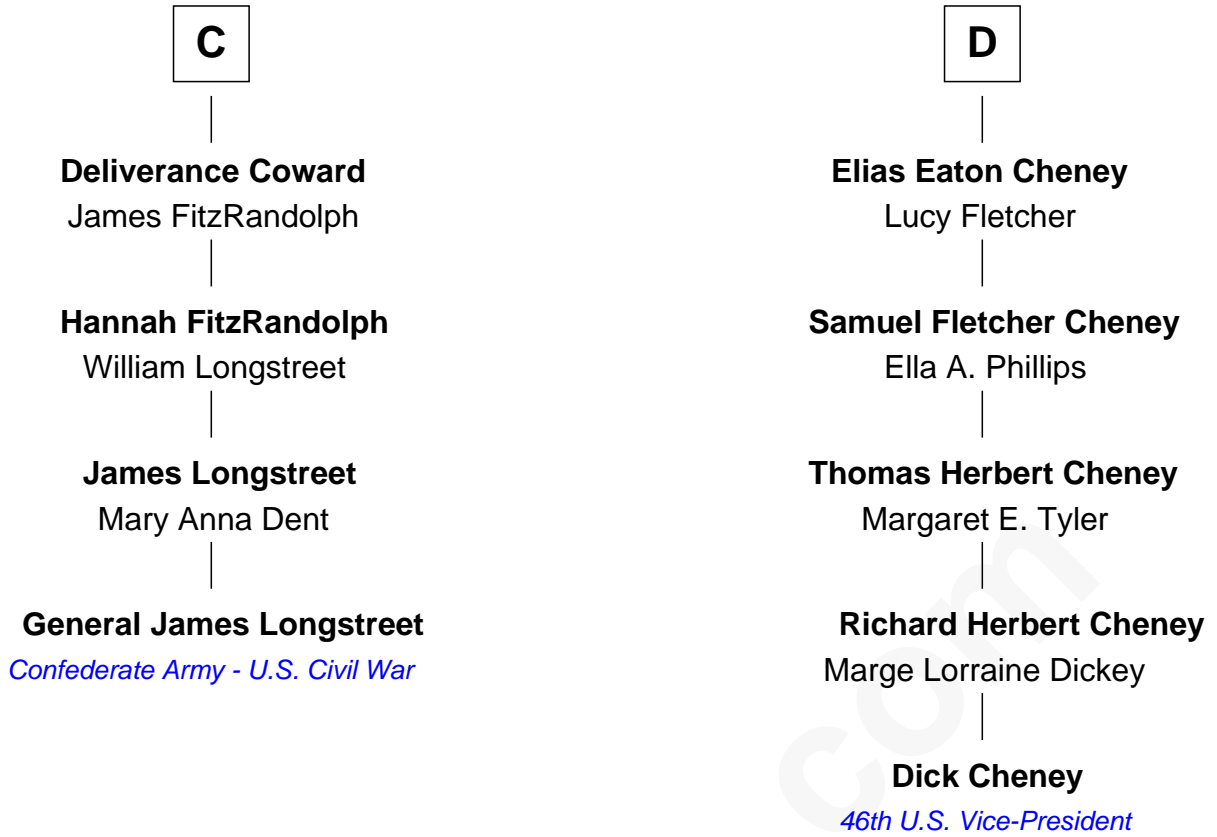 C
Deliverance Coward
James FitzRandolph
Hannah FitzRandolph
William Longstreet
James Longstreet
Mary Anna Dent
General James Longstreet
Confederate Army - U.S. Civil War
D
Elias Eaton Cheney
Lucy Fletcher
Samuel Fletcher Cheney
Ella A. Phillips
Thomas Herbert Cheney
Margaret E. Tyler
Richard Herbert Cheney
Marge Lorraine Dickey
Dick Cheney
46th U.S. Vice-President
com